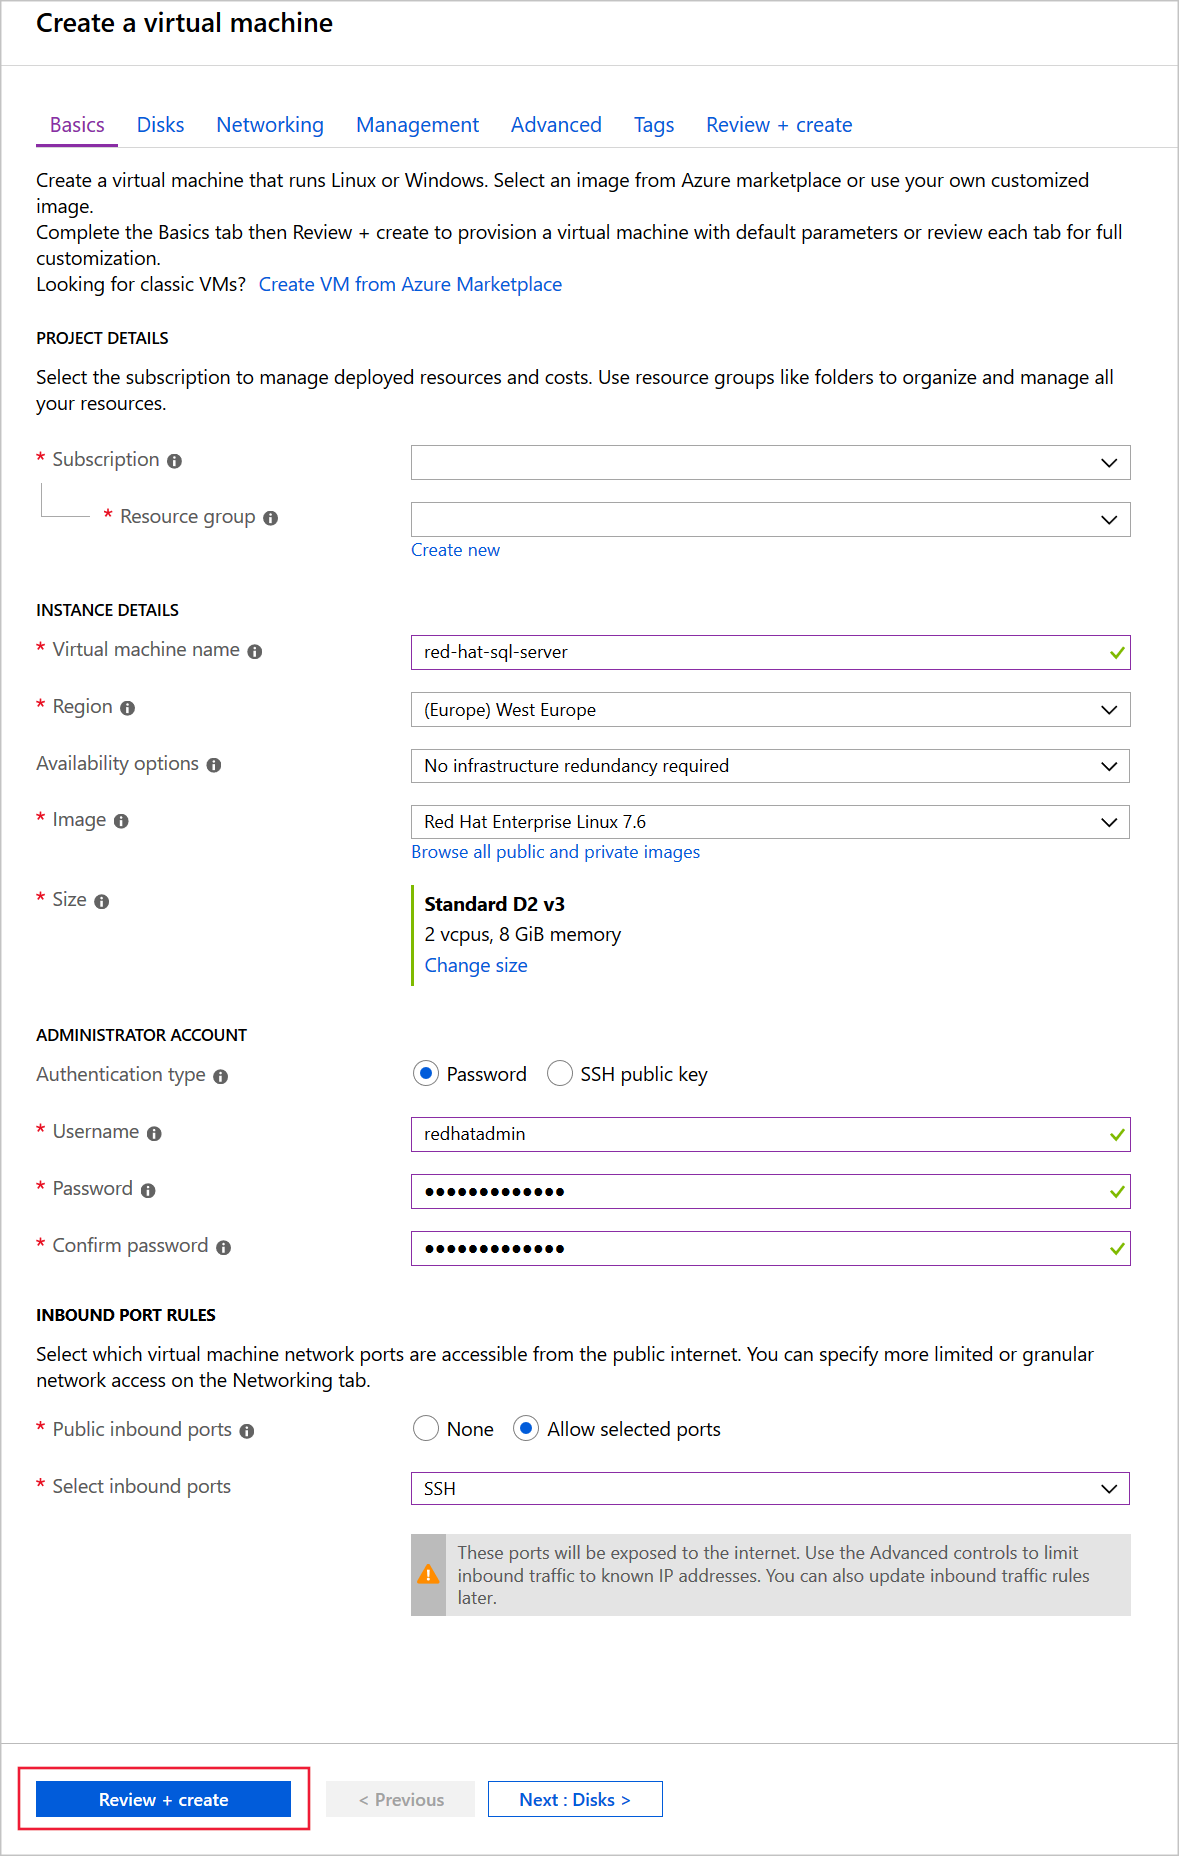 Create a virtual machine
Basics Disks Networking Management Advanced Tags Review + create
Create a virtual machine that runs Linux or Windows. Select an image from Azure marketplace or use your own customized
image.
Complete the Basics tab then Review + create to provision a virtual machine with default parameters or review each tab for full
customization.
Looking for classic VMs? Create VM from Azure Marketplace
PROJECT DETAILS
Select the subscription to manage deployed resources and costs. Use resource groups like folders to organize and manage all
your resources.
* Subscription
* Resource group
Create new
INSTANCE DETAILS
* Virtual machine name red-hat-sql-server
* Region (Europe) West Europe
Availability options No infrastructure redundancy required
* Image Red Hat Enterprise Linux 7.6
Browse all public and private images
* Size Standard D2 v3
2 vcpus, 8 GiB memory
Change size
ADMINISTRATOR ACCOUNT
Authentication type Password SSH public key
* Username redhatadmin
* Password •••••••••••••
* Confirm password •••••••••••••
INBOUND PORT RULES
Select which virtual machine network ports are accessible from the public internet. You can specify more limited or granular
network access on the Networking tab.
* Public inbound ports None Allow selected ports
* Select inbound ports SSH
These ports will be exposed to the internet. Use the Advanced controls to limit
inbound traffic to known IP addresses. You can also update inbound traffic rules
later.
Review + create < Previous Next : Disks >